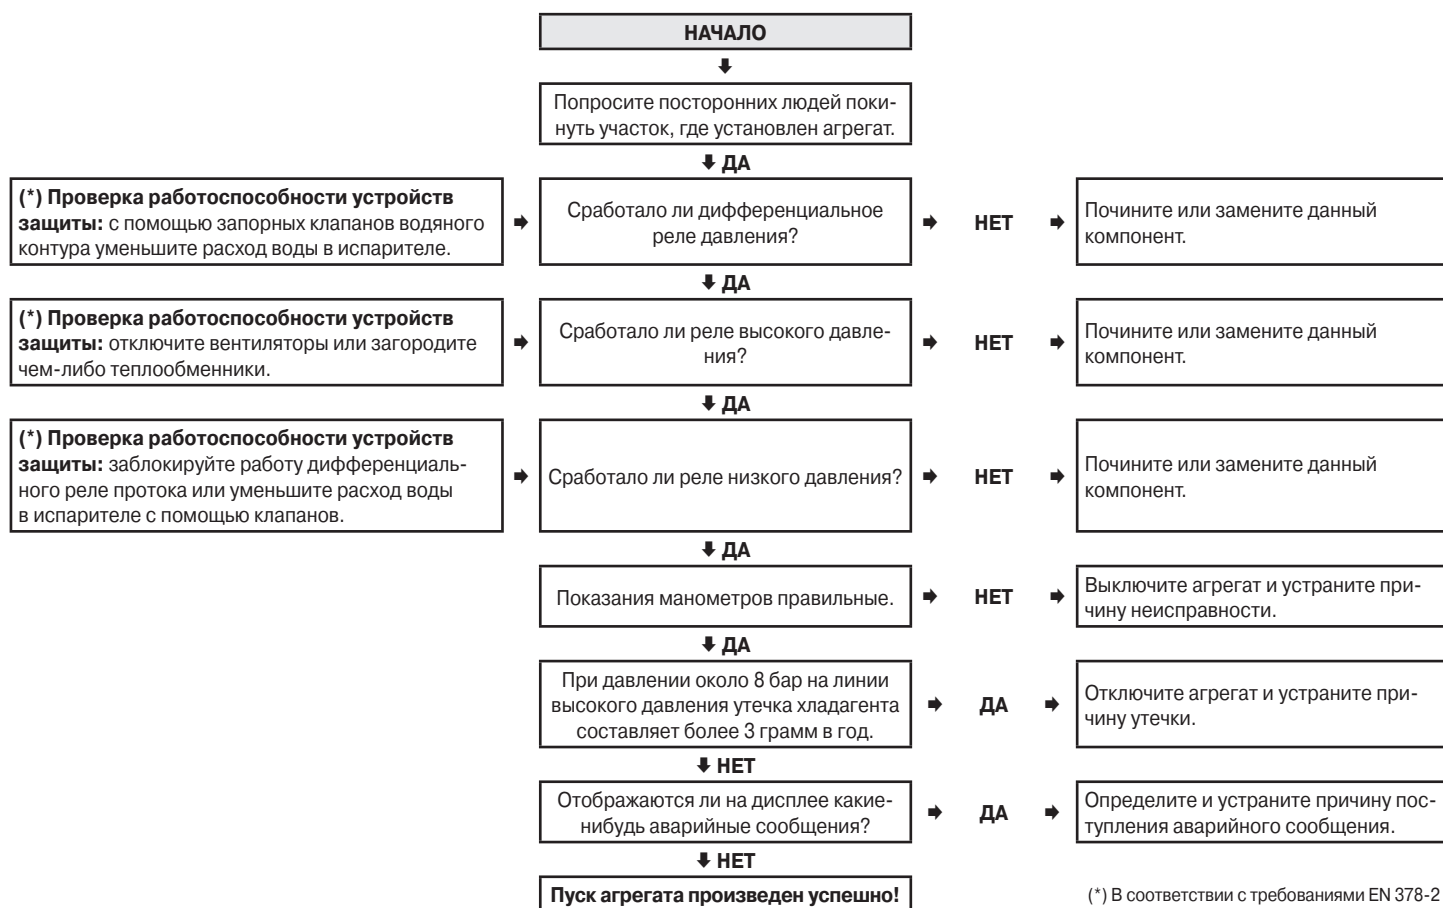 НАЧАЛО
Попросите посторонних людей поки-
нуть участок, где установлен агрегат.
ДА
(*) Проверка работоспособности устройств
защиты: с помощью запорных клапанов водяного
контура уменьшите расход воды в испарителе.
Сработало ли дифференциальное
реле давления?
НЕТ
Почините или замените данный
компонент.
ДА
(*) Проверка работоспособности устройств
защиты: отключите вентиляторы или загородите
чем-либо теплообменники.
Сработало ли реле высокого давле-
ния?
НЕТ
Почините или замените данный
компонент.
ДА
(*) Проверка работоспособности устройств
защиты: заблокируйте работу дифференциаль-
ного реле протока или уменьшите расход воды
в испарителе с помощью клапанов.
Сработало ли реле низкого давления?
НЕТ
Почините или замените данный
компонент.
ДА
Показания манометров правильные.
НЕТ
Выключите агрегат и устраните при-
чину неисправности.
ДА
При давлении около 8 бар на линии
высокого давления утечка хладагента
составляет более 3 грамм в год.
ДА
Отключите агрегат и устраните при-
чину утечки.
НЕТ
Отображаются ли на дисплее какие-
нибудь аварийные сообщения?
ДА
Определите и устраните причину пос-
тупления аварийного сообщения.
НЕТ
Пуск агрегата произведен успешно!
(*) В соответствии с требованиями EN 378-2